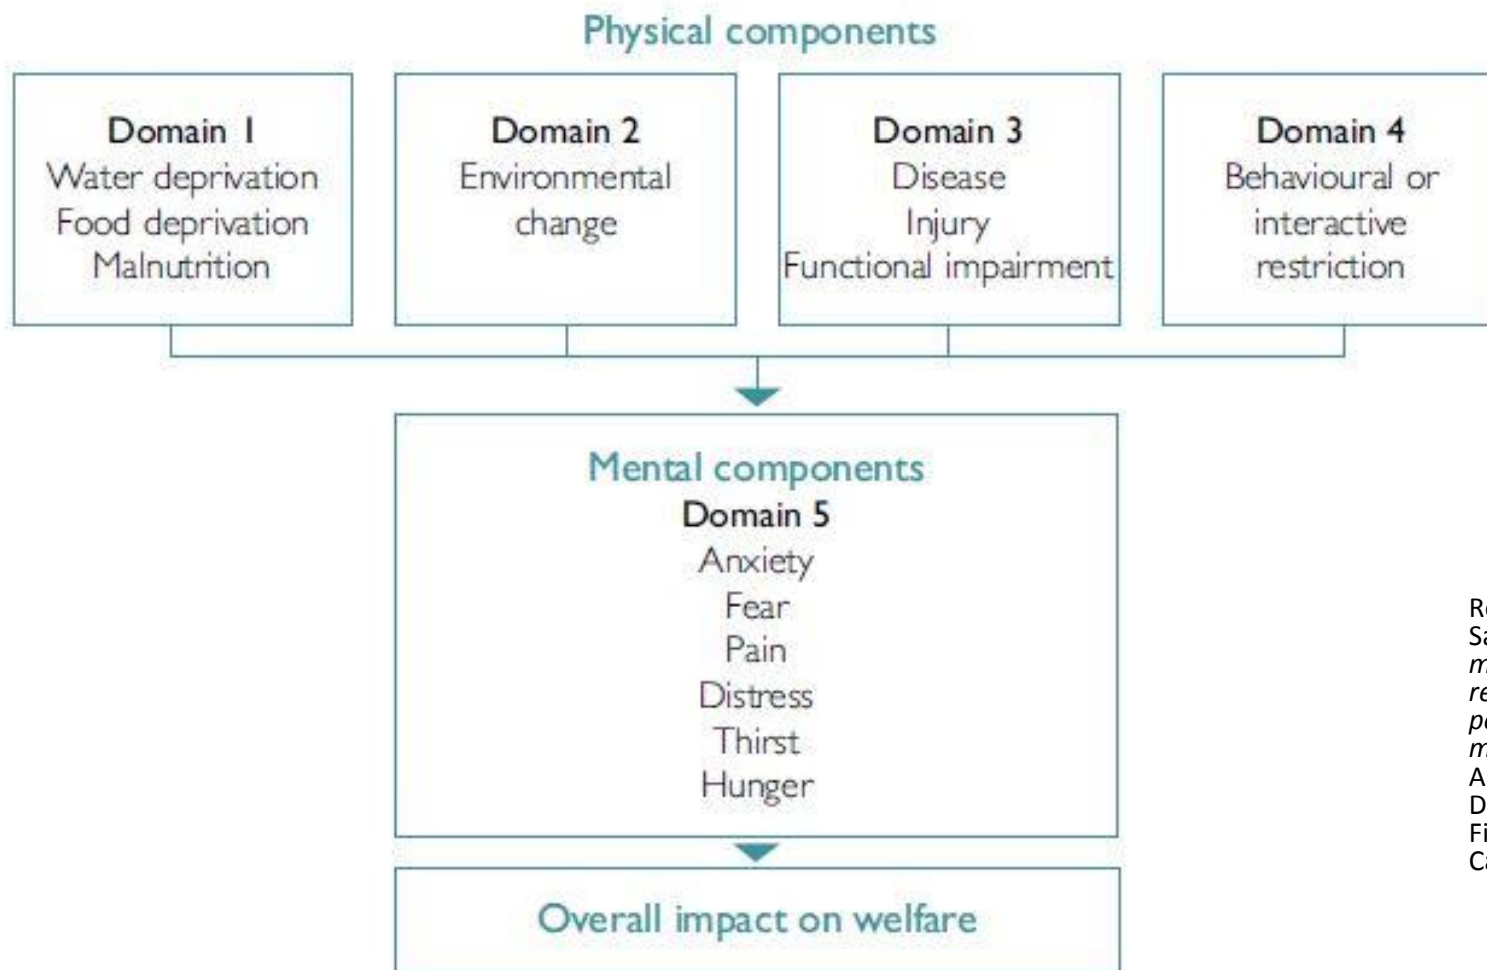 Physical components
Domain 1
Water deprivation
Food deprivation
Malnutrition
Domain 2
Environmental
change
Domain 3
Disease
Injury
Functional impairment
Domain 4
Behavioural or
interactive
restriction
Mental components
Domain 5
Anxiety
Fear
Pain
Distress
Thirst
Hunger
Overall impact on welfare